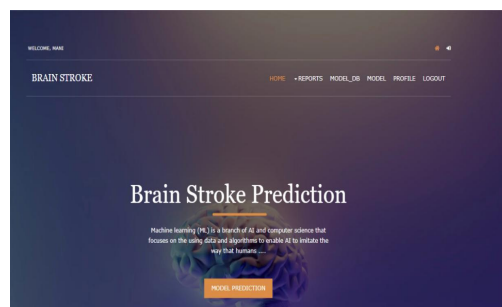 WELCOME, MANI
BRAIN STROKE
HOME REPORTS MODEL_DB MODEL PROFILE LOGOUT
Brain Stroke Prediction
Machine learning (ML) is a branch of AI and computer science that
focuses on the using data and algorithms to enable AI to imitate the
way that humans .....
MODEL PREDICTION